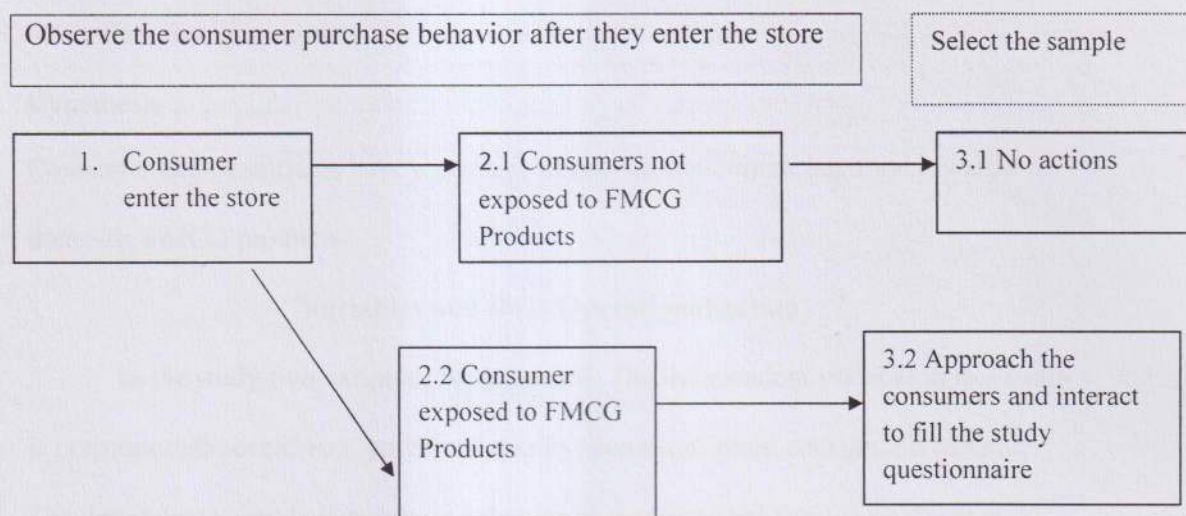 Observe the consumer purchase behavior after they enter the store
Select the sample
1. Consumer
enter the store
2.1 Consumers not
exposed to FMCG
Products
3.1 No actions
2.2 Consumer
exposed to FMCG
Products
3.2 Approach the
consumers and interact
to fill the study
questionnaire